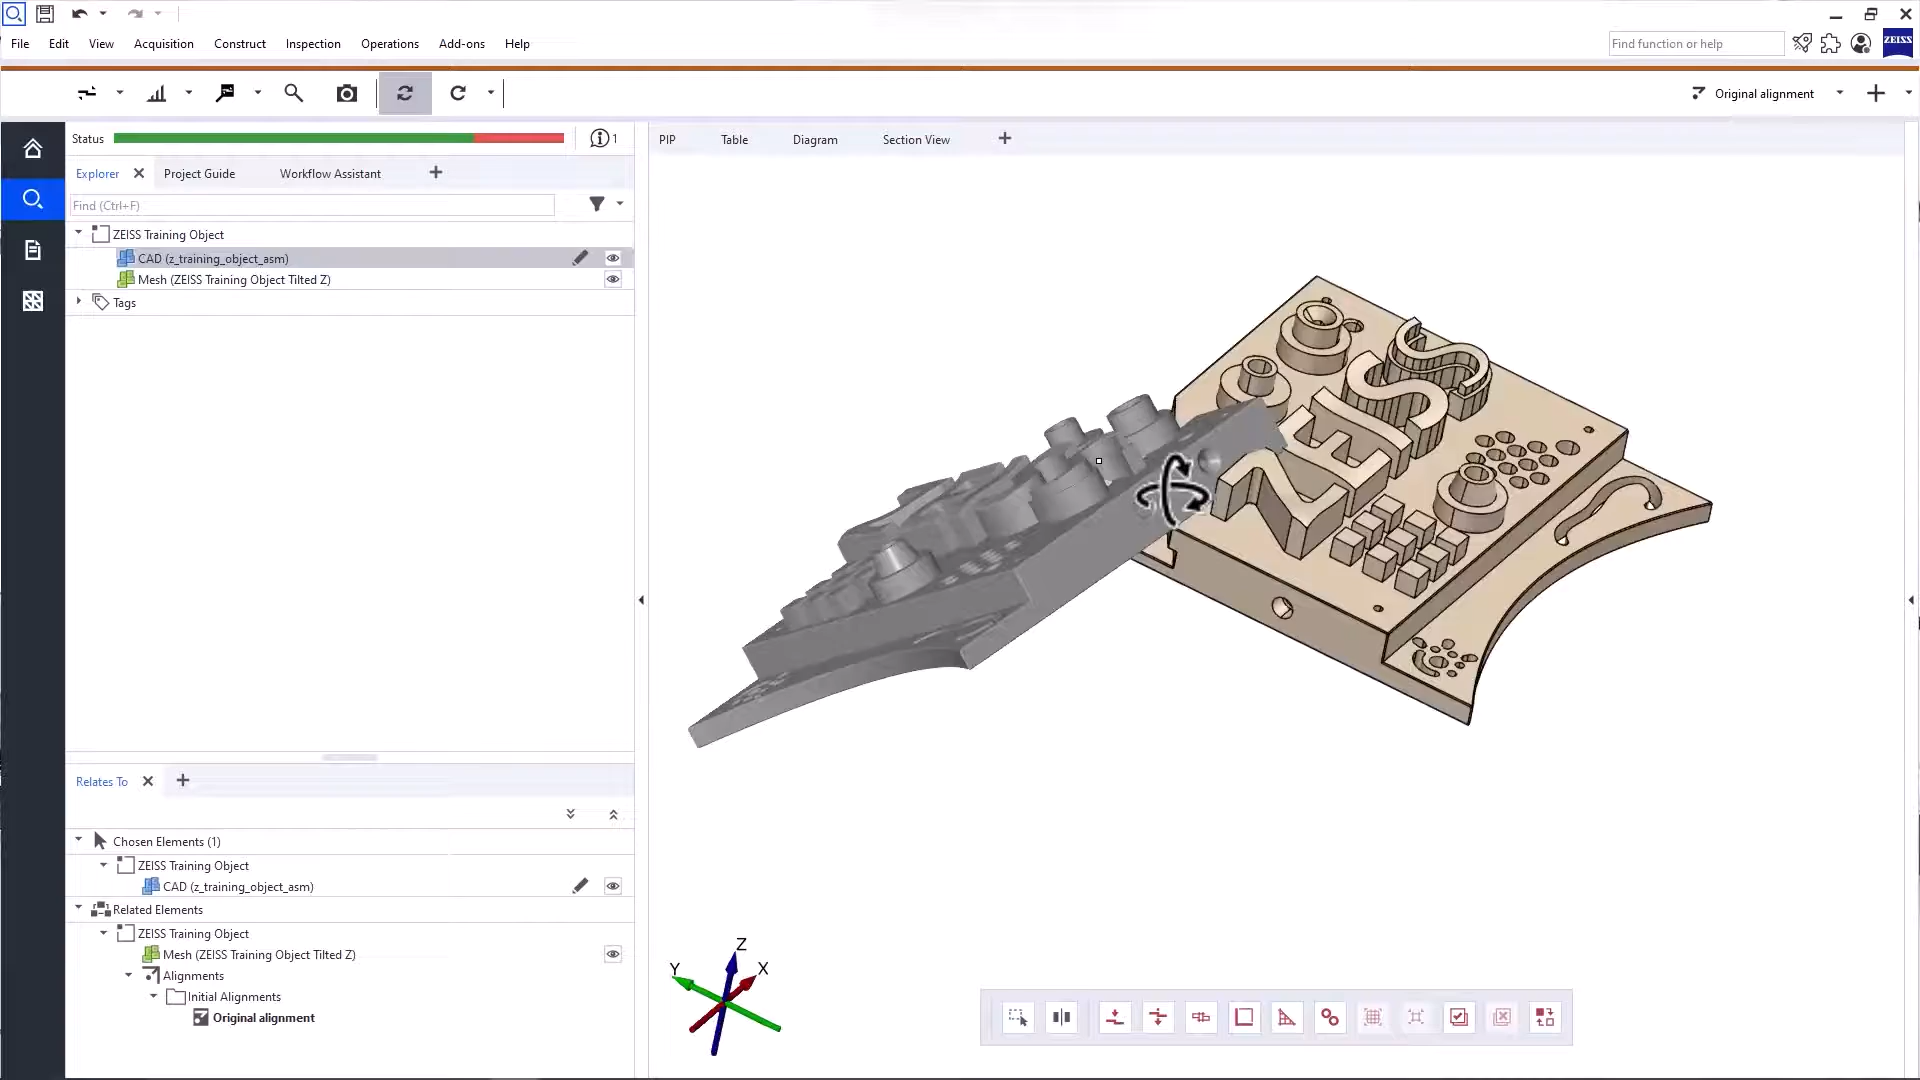 File Edit View Acquisition Construct Inspection Operations Add-ons Help
Find function or help
ZEISS
Original alignment
Status
1
PIP Table Diagram Section View
Explorer Project Guide Workflow Assistant
Find (Ctrl+F)
ZEISS Training Object
CAD (z_training_object_asm)
Mesh (ZEISS Training Object Tilted Z)
Tags
ZEISS
Relates To
Chosen Elements (1)
ZEISS Training Object
CAD (z_training_object_asm)
Related Elements
ZEISS Training Object
Mesh (ZEISS Training Object Tilted Z)
Alignments
Initial Alignments
Original alignment
Z
Y X